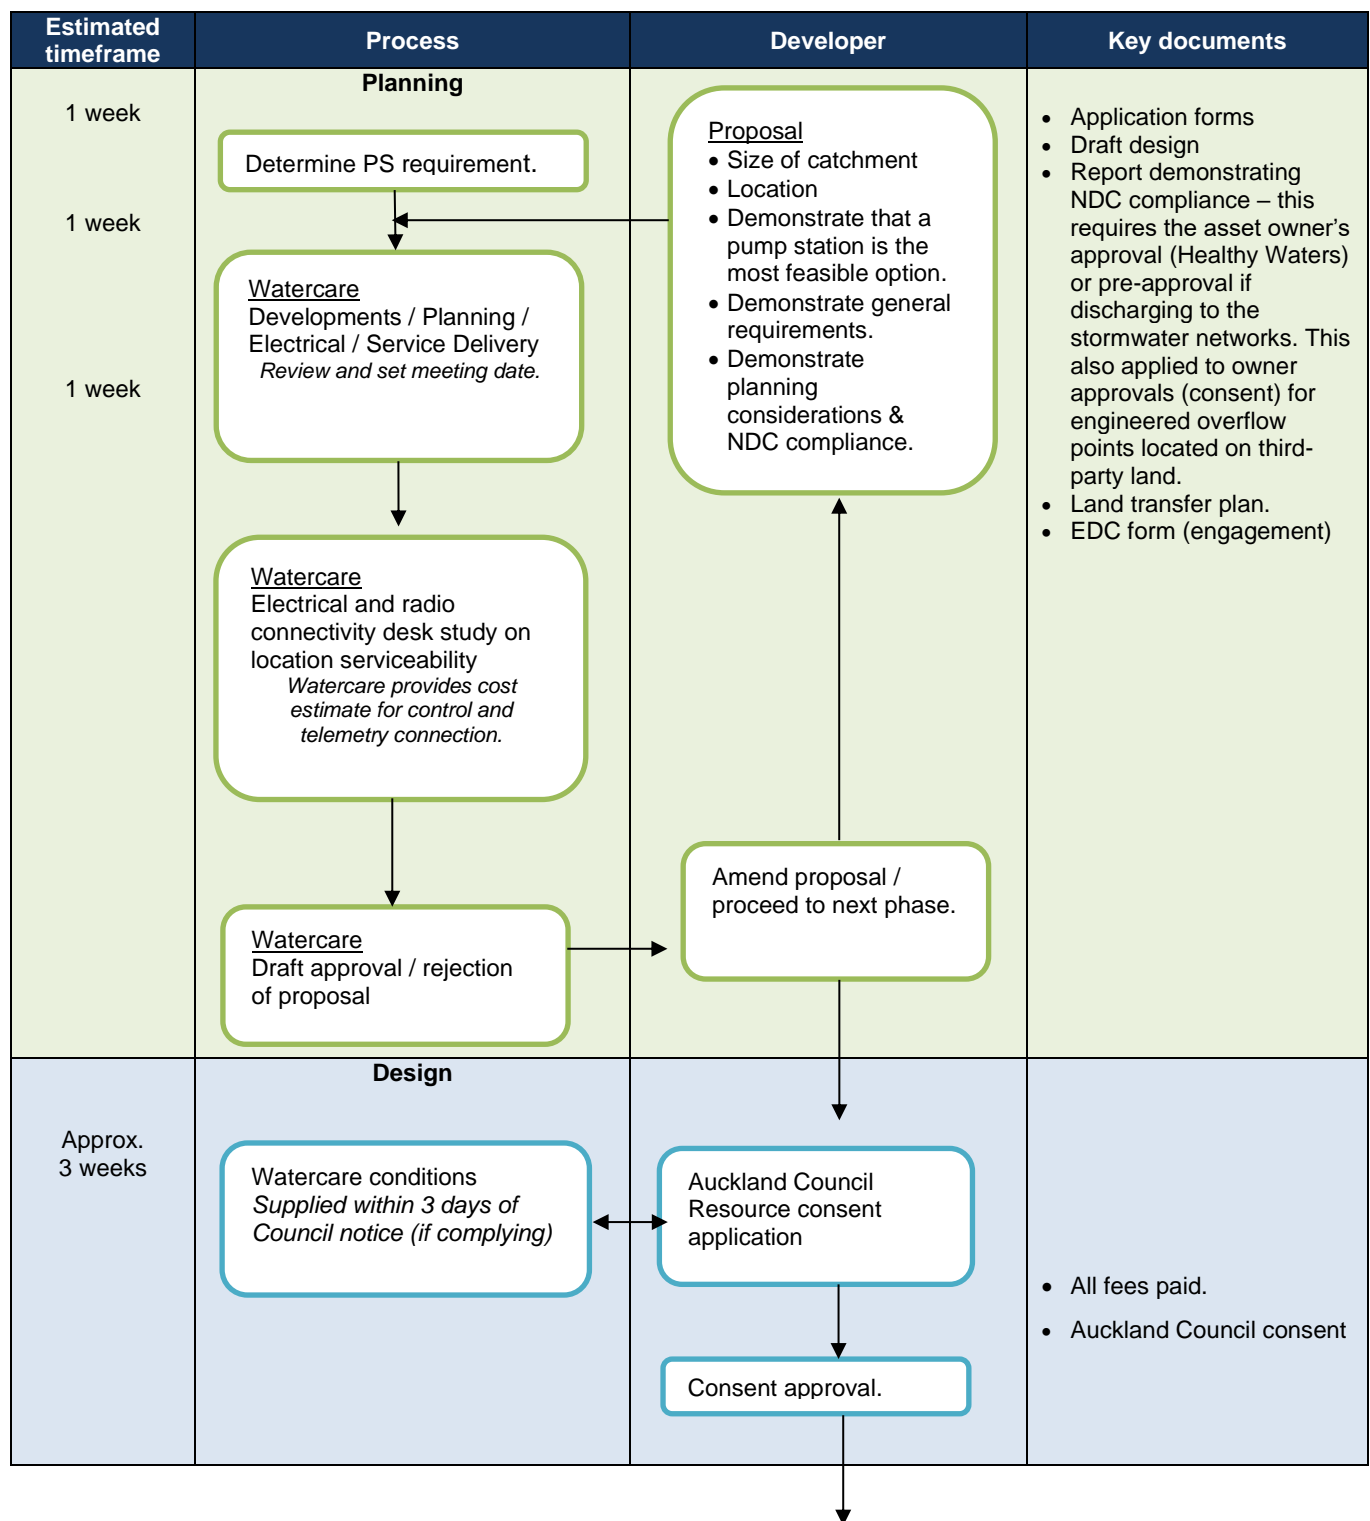 Estimated
timeframe
Process
Developer
Key documents
Planning
1 week
1 week
1 week
Determine PS requirement.
Watercare
Developments / Planning /
Electrical / Service Delivery
Review and set meeting date.
Watercare
Electrical and radio
connectivity desk study on
location serviceability
Watercare provides cost
estimate for control and
telemetry connection.
Watercare
Draft approval / rejection
of proposal
Proposal
• Size of catchment
• Location
• Demonstrate that a
pump station is the
most feasible option.
• Demonstrate general
requirements.
• Demonstrate
planning
considerations &
NDC compliance.
Amend proposal /
proceed to next phase.
• Application forms
• Draft design
• Report demonstrating
NDC compliance – this
requires the asset owner's
approval (Healthy Waters)
or pre-approval if
discharging to the
stormwater networks. This
also applied to owner
approvals (consent) for
engineered overflow
points located on third-
party land.
• Land transfer plan.
• EDC form (engagement)
Design
Approx.
3 weeks
Watercare conditions
Supplied within 3 days of
Council notice (if complying)
Auckland Council
Resource consent
application
Consent approval.
• All fees paid.
• Auckland Council consent